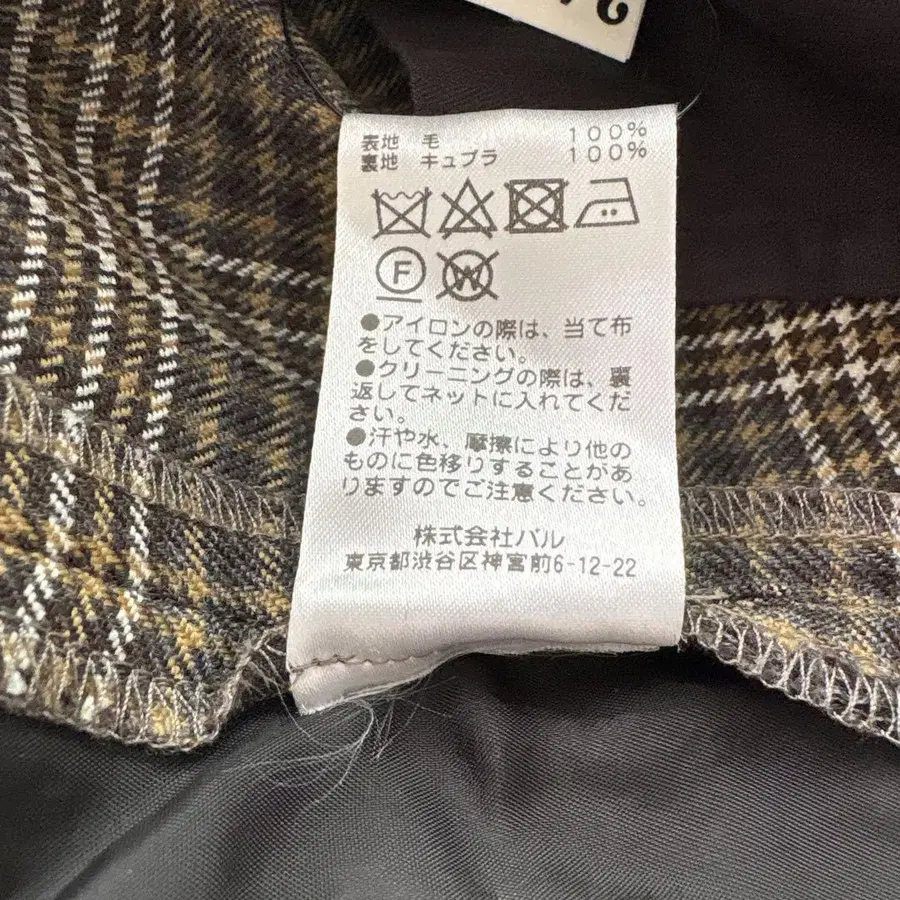 表地 毛 100%
裏地 キュプラ 100%
F W
●アイロンの際は、当て布
をしてください。
●クリーニングの際は、裏
返してネットに入れてくだ
さい。
●汗や水、摩擦により他の
ものに色移りすることがあ
りますのでご注意ください。
株式会社パル
東京都渋谷区神宮前6-12-22